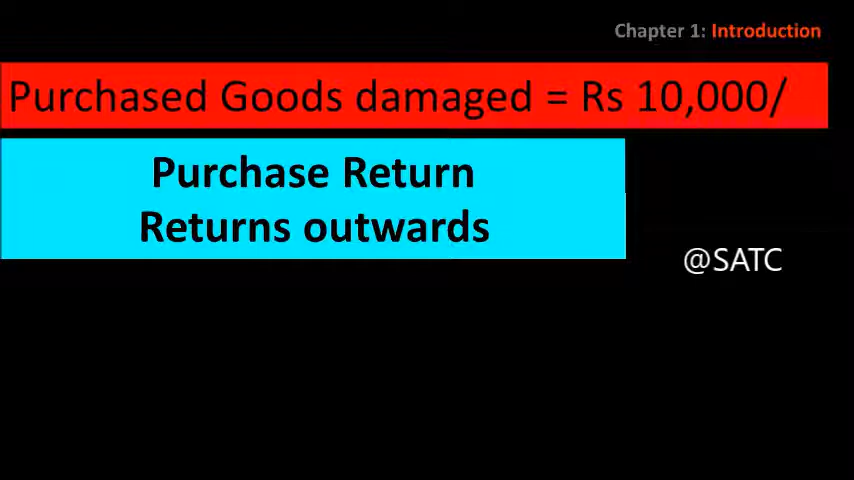 Chapter 1: Introduction
Purchased Goods damaged = Rs 10,000/
Purchase Return
Returns outwards
@SATC